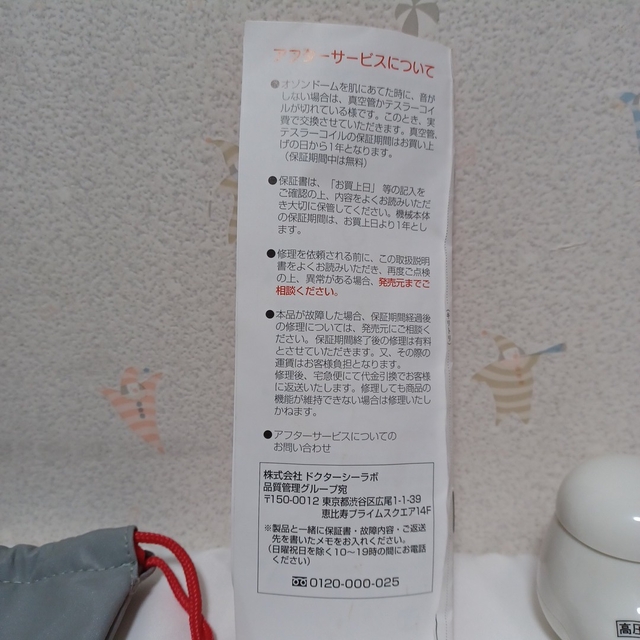 アフターサービスについて
●オゾンドームを肌にあてた時に、音が
しない場合は、真空管かテスラーコイ
ルが切れている様です。このとき、実
費で交換させていただきます。真空管、
テスラーコイルの保証期間はお買い上
げの日から1年となります。
（保証期間中は無料）
●保証書は、「お買上日」等の記入を
ご確認の上、内容をよくお読みいただ
き大切に保管してください。機械本体
の保証期間は、お買上日より1年とし
ます。
●修理を依頼される前に、この取扱説明
書をよくお読みいただき、再度ご点検
の上、異常がある場合、発売元までご
相談ください。
●本品が故障した場合、保証期間経過後
の修理については、発売元にご相談く
ださい。保証期間終了後の修理は有料
とさせていただきます。又、その際の
運賃はお客様負担となります。
修理後、宅急便にて代金引換でお客様
に返送いたします。修理しても商品の
機能が維持できない場合は修理いたし
かねます。
●アフターサービスについての
お問い合わせ
株式会社 ドクターシーラボ
品質管理グループ宛
〒150-0012 東京都渋谷区広尾1-1-39
恵比寿プライムスクエア14F
※製品と一緒に保証書・故障内容・ご返送
先を書いたメモをお入れください。
（日曜祝日を除く10～19時の間にお電話
ください）
0120-000-025